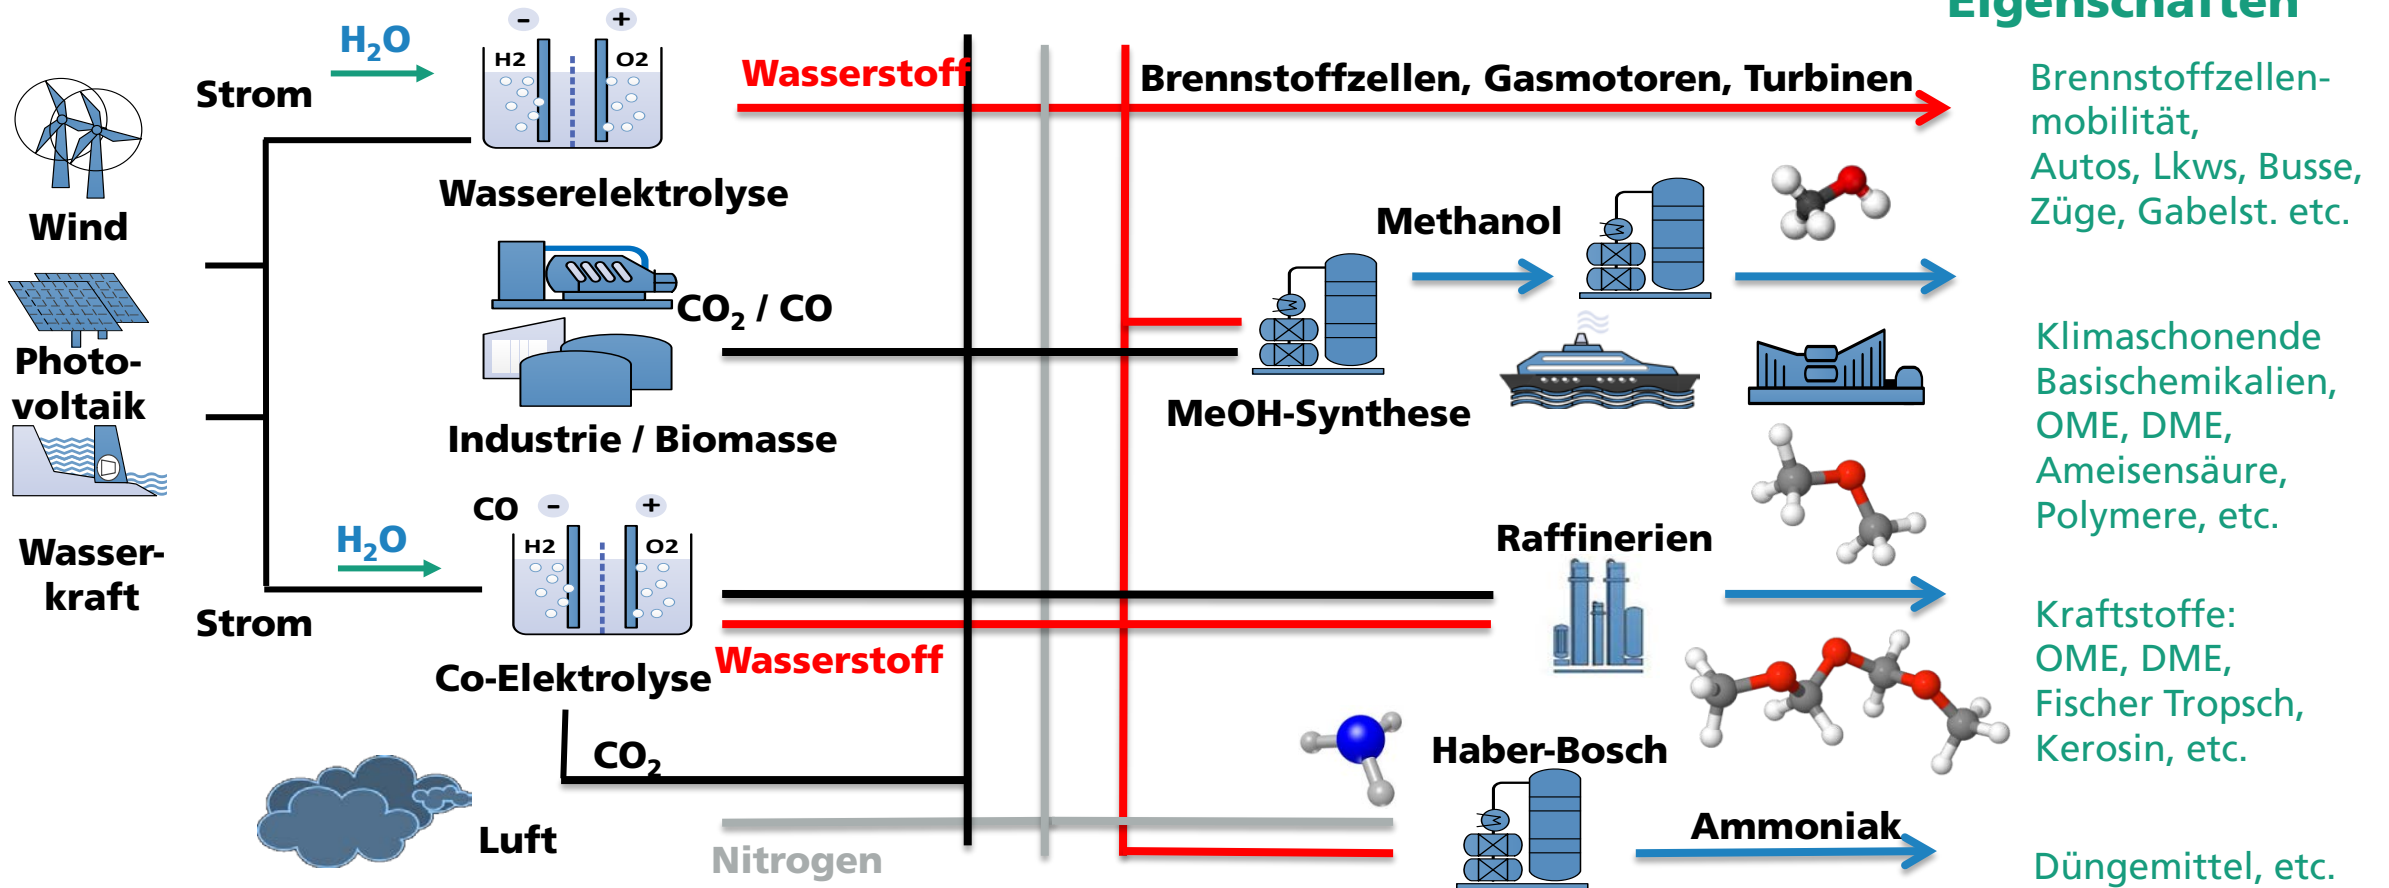 Eigenschaften
H2O
Strom
− +
H2 O2
Wasserstoff
Brennstoffzellen, Gasmotoren, Turbinen
Brennstoffzellen-
mobilität,
Autos, Lkws, Busse,
Züge, Gabelst. etc.
Wasserelektrolyse
Wind
Methanol
CO2 / CO
Photo-
voltaik
MeOH-Synthese
Industrie / Biomasse
Klimaschonende
Basischemikalien,
OME, DME,
Ameisensäure,
Polymere, etc.
CO − +
H2O
H2 O2
Wasser-
kraft
Strom
Raffinerien
Co-Elektrolyse
Wasserstoff
Kraftstoffe:
OME, DME,
Fischer Tropsch,
Kerosin, etc.
CO2
Haber-Bosch
Luft
Nitrogen
Ammoniak
Düngemittel, etc.